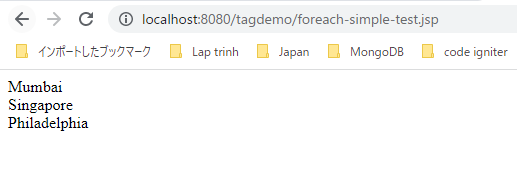 localhost:8080/tagdemo/foreach-simple-test.jsp
インポートしたブックマーク Lap trinh Japan MongoDB code igniter
Mumbai
Singapore
Philadelphia